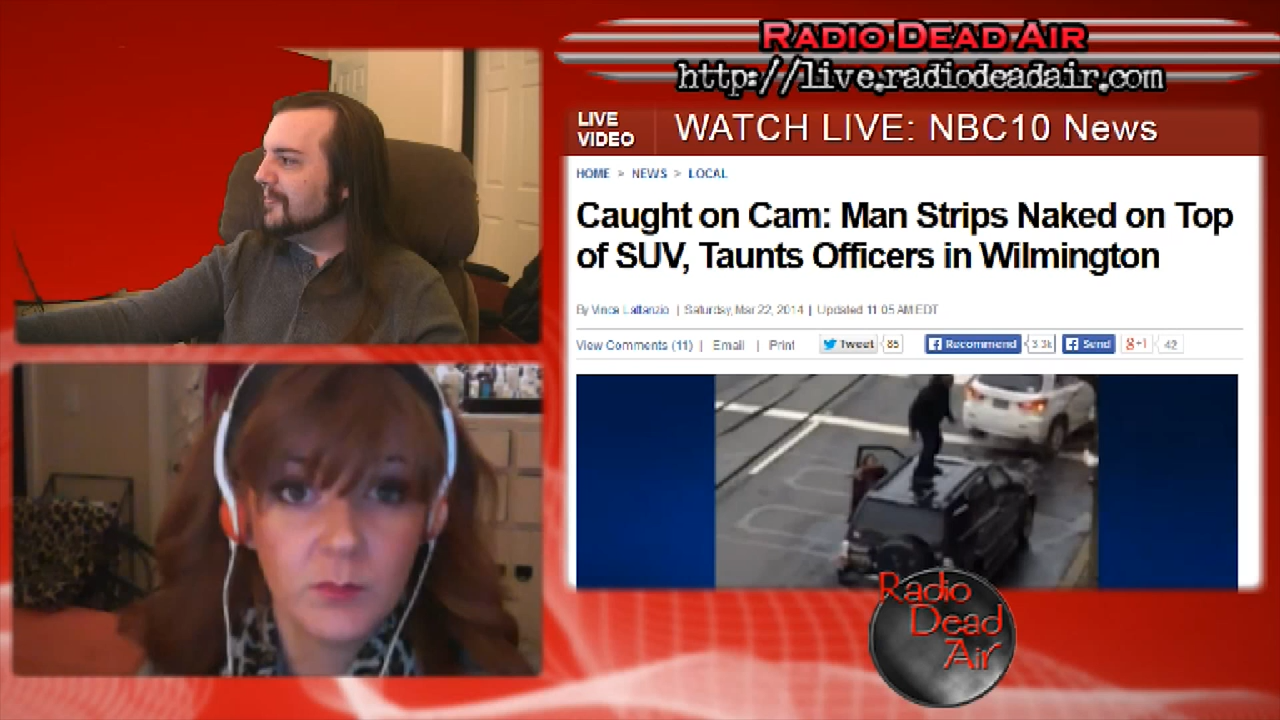 RADIO DEAD AIR
http://live.radiodeadair.com
LIVE
VIDEO
WATCH LIVE: NBC10 News
HOME > NEWS > LOCAL
Caught on Cam: Man Strips Naked on Top
of SUV, Taunts Officers in Wilmington
By Vince Lattanzio | Saturday, Mar 22, 2014 | Updated 11:05 AM EDT
View Comments (11) | Email | Print Tweet 85 Recommend 3.3k Send +1 42
Radio
Dead
Air